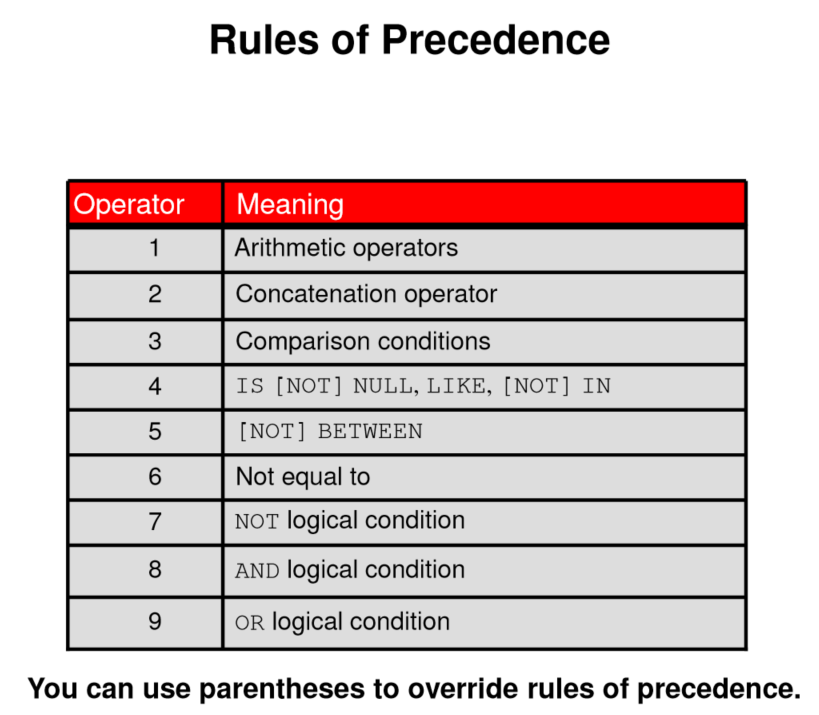 Rules of Precedence
Operator Meaning
1 Arithmetic operators
2 Concatenation operator
3 Comparison conditions
4 IS [NOT] NULL, LIKE, [NOT] IN
5 [NOT] BETWEEN
6 Not equal to
7 NOT logical condition
8 AND logical condition
9 OR logical condition
You can use parentheses to override rules of precedence.